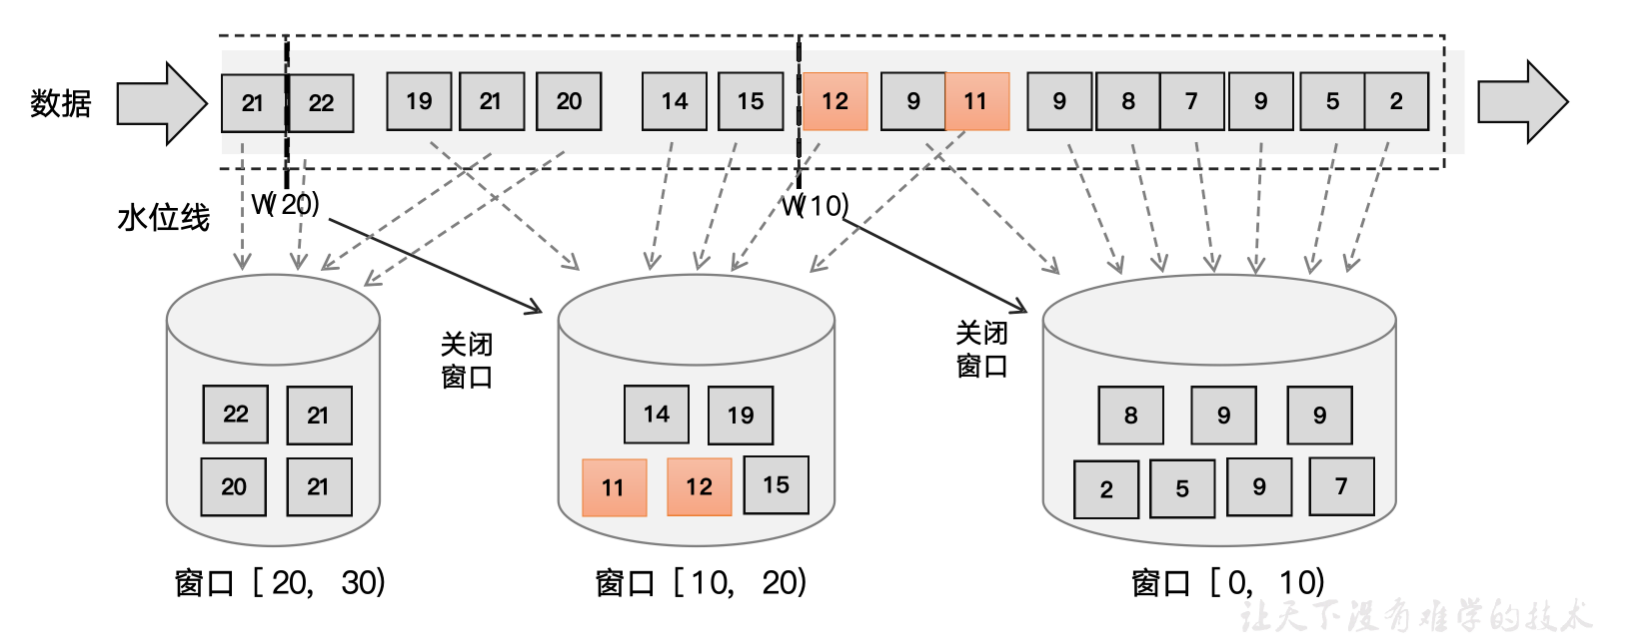 数据
21 22 19 21 20 14 15 12 9 11 9 8 7 9 5 2
水位线
W(20)
W(10)
关闭
窗口
关闭
窗口
22 21
20 21
14 19
11 12 15
8 9 9
2 5 9 7
窗口 [ 20, 30)
窗口 [10, 20)
窗口 [0, 10)
让天下没有难学的技术